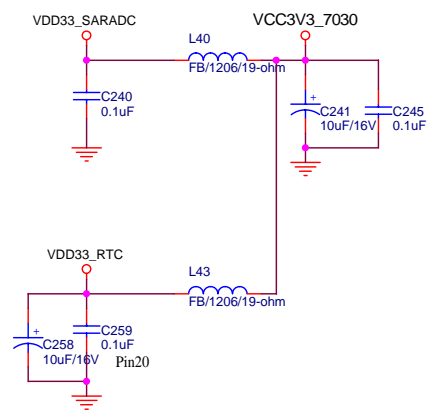 VDD33_SARADC
L40
VCC3V3_7030
FB/1206/19-ohm
C240
0.1uF
+
C241
10uF/16V
C245
0.1uF
VDD33_RTC
L43
FB/1206/19-ohm
+
C258
10uF/16V
C259
0.1uF
Pin20